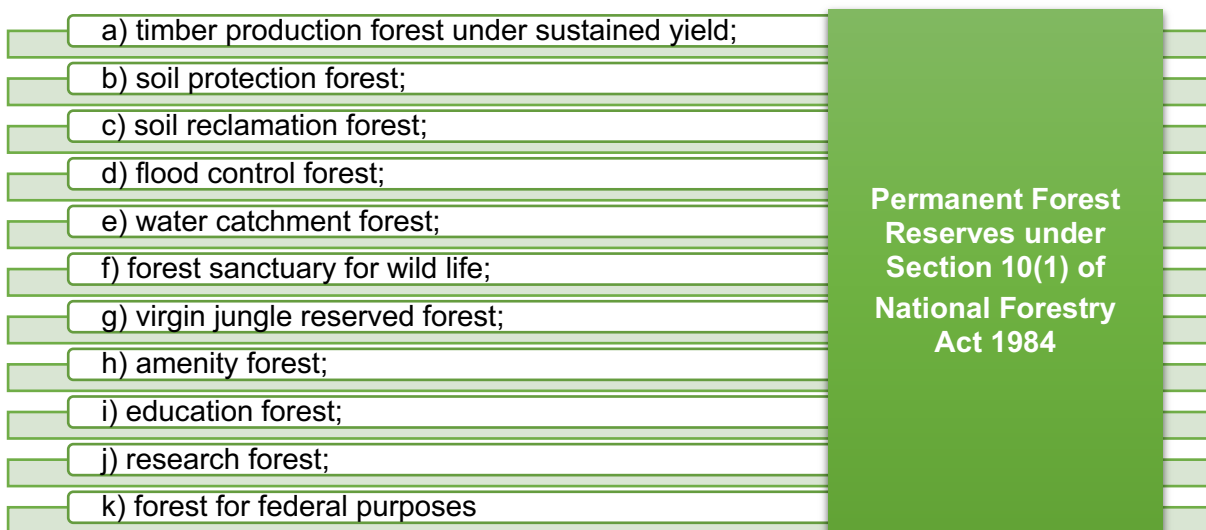 a) timber production forest under sustained yield;
b) soil protection forest;
c) soil reclamation forest;
d) flood control forest;
e) water catchment forest;
f) forest sanctuary for wild life;
g) virgin jungle reserved forest;
h) amenity forest;
i) education forest;
j) research forest;
k) forest for federal purposes
Permanent Forest
Reserves under
Section 10(1) of
National Forestry
Act 1984